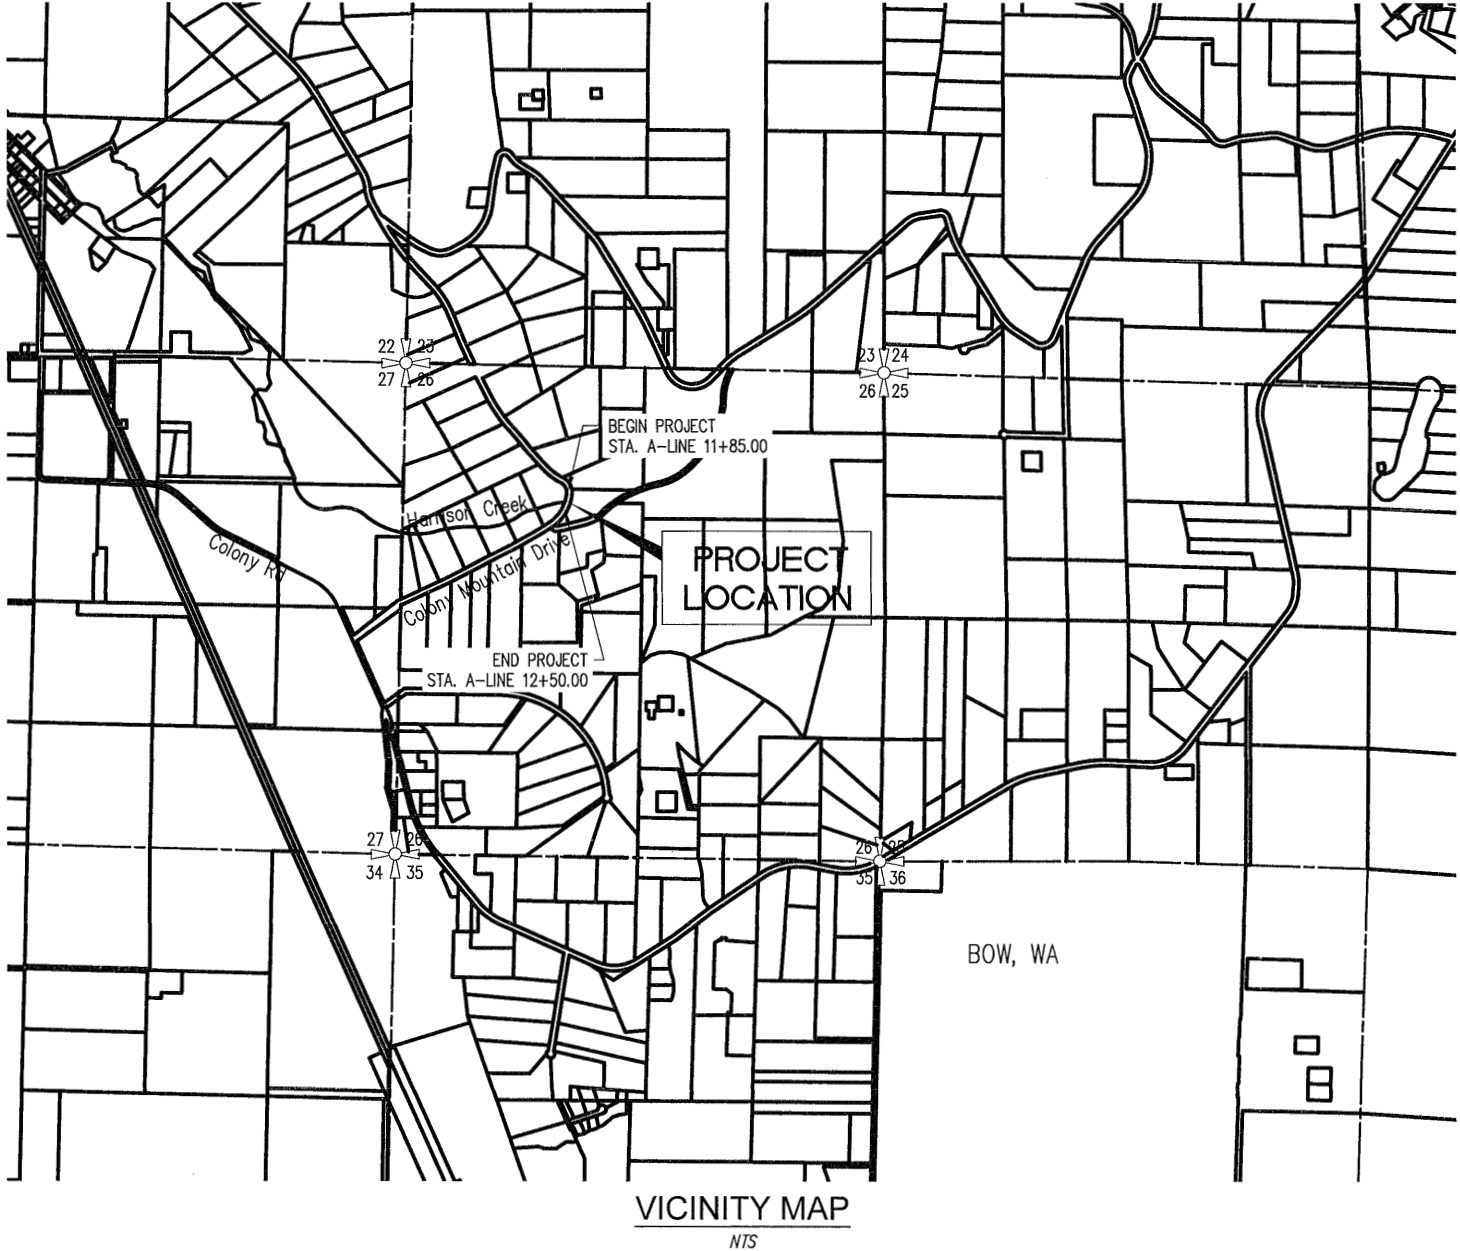 22 23
27 26
23 24
26 25
BEGIN PROJECT
STA. A-LINE 11+85.00
Harrison Creek
Colony Rd
Colony Mountain Drive
PROJECT
LOCATION
END PROJECT
STA. A-LINE 12+50.00
27 26
34 35
26 25
35 36
BOW, WA
VICINITY MAP
NTS